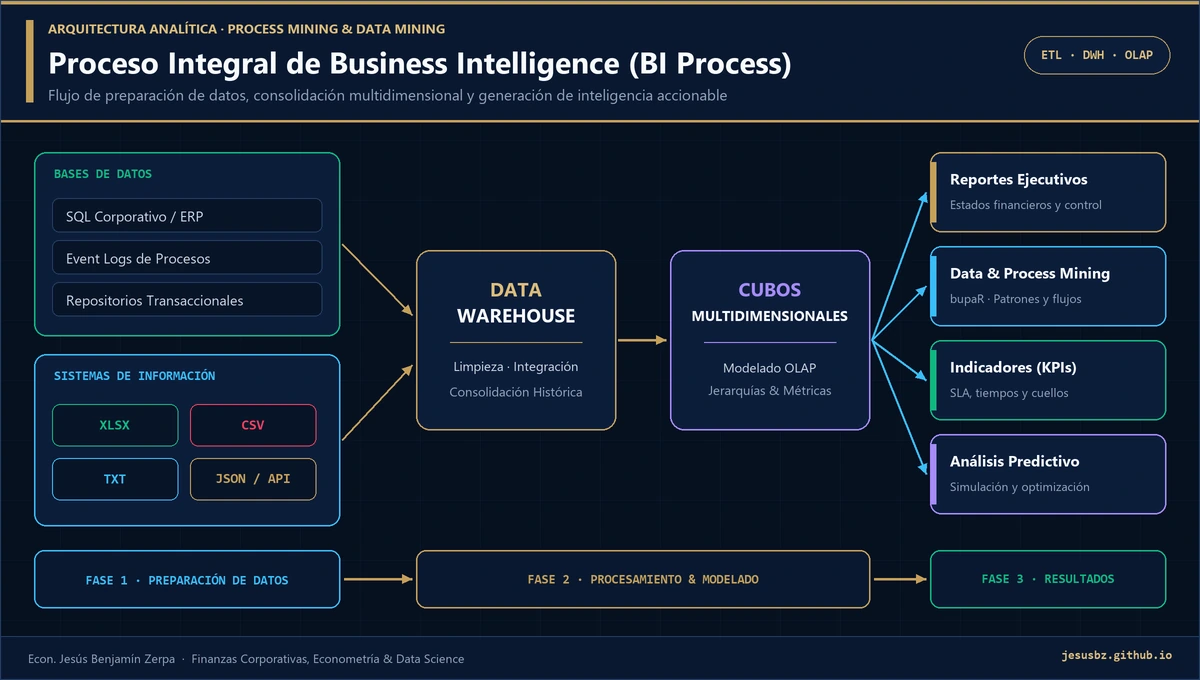 ARQUITECTURA ANALÍTICA · PROCESS MINING & DATA MINING
Proceso Integral de Business Intelligence (BI Process)
Flujo de preparación de datos, consolidación multidimensional y generación de inteligencia accionable
ETL · DWH · OLAP
BASES DE DATOS
SQL Corporativo / ERP
Event Logs de Procesos
Repositorios Transaccionales
SISTEMAS DE INFORMACIÓN
XLSX
CSV
TXT
JSON / API
DATA
WAREHOUSE
Limpieza · Integración
Consolidación Histórica
CUBOS
MULTIDIMENSIONALES
Modelado OLAP
Jerarquías & Métricas
Reportes Ejecutivos
Estados financieros y control
Data & Process Mining
bupaR · Patrones y flujos
Indicadores (KPIs)
SLA, tiempos y cuellos
Análisis Predictivo
Simulación y optimización
FASE 1 · PREPARACIÓN DE DATOS
FASE 2 · PROCESAMIENTO & MODELADO
FASE 3 · RESULTADOS
Econ. Jesús Benjamín Zerpa · Finanzas Corporativas, Econometría & Data Science
jesusbz.github.io